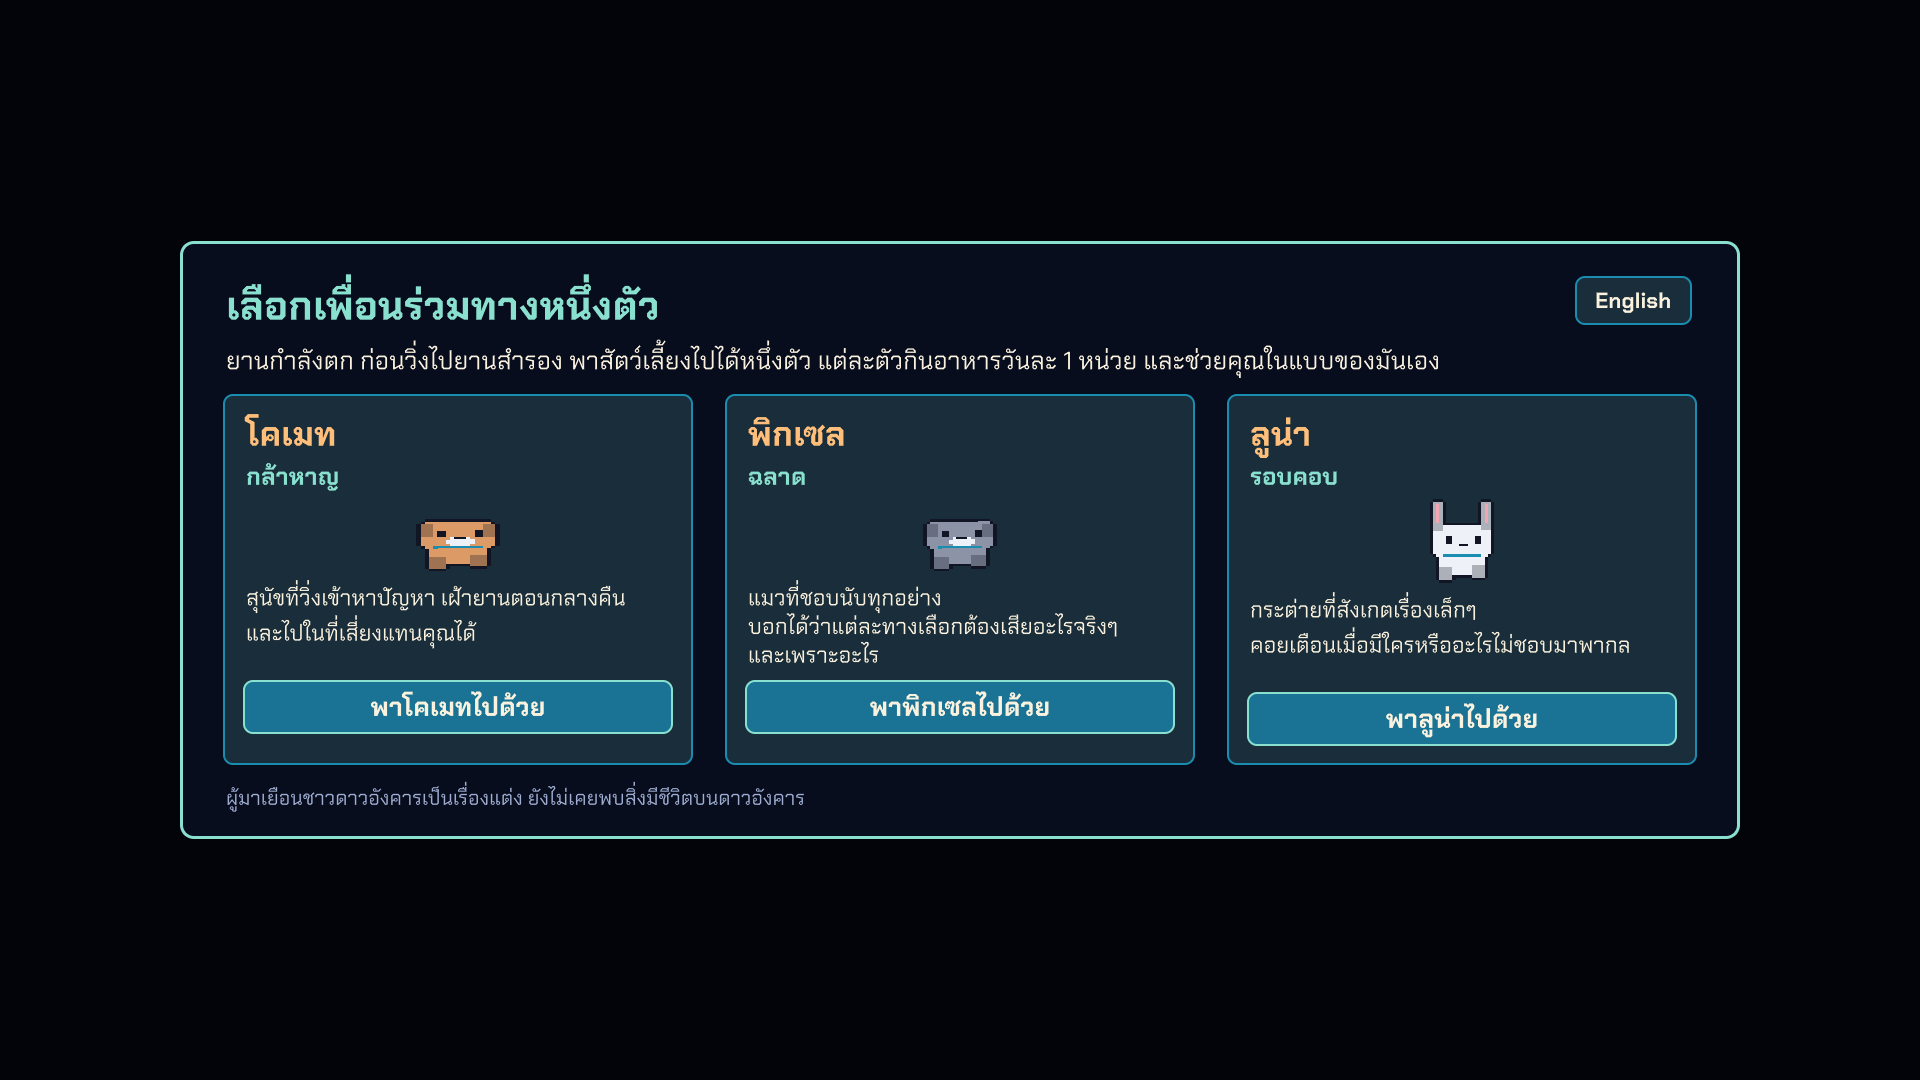 เลือกเพื่อนร่วมทางหนึ่งตัว
English
ยานกำลังตก ก่อนวิ่งไปยานสำรอง พาสัตว์เลี้ยงไปได้หนึ่งตัว แต่ละตัวกินอาหารวันละ 1 หน่วย และช่วยคุณในแบบของมันเอง
โคเมท
กล้าหาญ
สุนัขที่วิ่งเข้าหาปัญหา เฝ้ายานตอนกลางคืน
และไปในที่เสี่ยงแทนคุณได้
พาโคเมทไปด้วย
พิกเซล
ฉลาด
แมวที่ชอบนับทุกอย่าง
บอกได้ว่าแต่ละทางเลือกต้องเสียอะไรจริงๆ
และเพราะอะไร
พาพิกเซลไปด้วย
ลูน่า
รอบคอบ
กระต่ายที่สังเกตเรื่องเล็กๆ
คอยเตือนเมื่อมีใครหรืออะไรไม่ชอบมาพากล
พาลูน่าไปด้วย
ผู้มาเยือนชาวดาวอังคารเป็นเรื่องแต่ง ยังไม่เคยพบสิ่งมีชีวิตบนดาวอังคาร